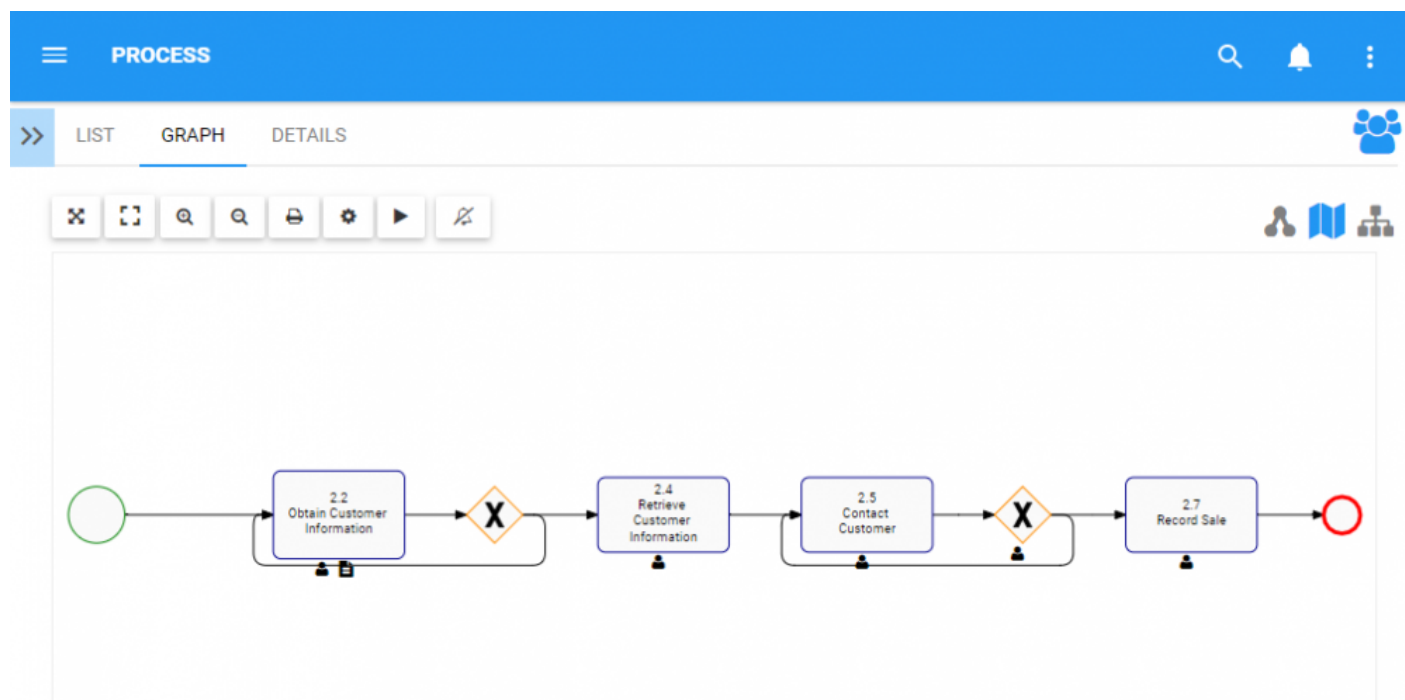 PROCESS
LIST GRAPH DETAILS
2.2
Obtain Customer
Information
X
2.4
Retrieve
Customer
Information
2.5
Contact
Customer
X
2.7
Record Sale